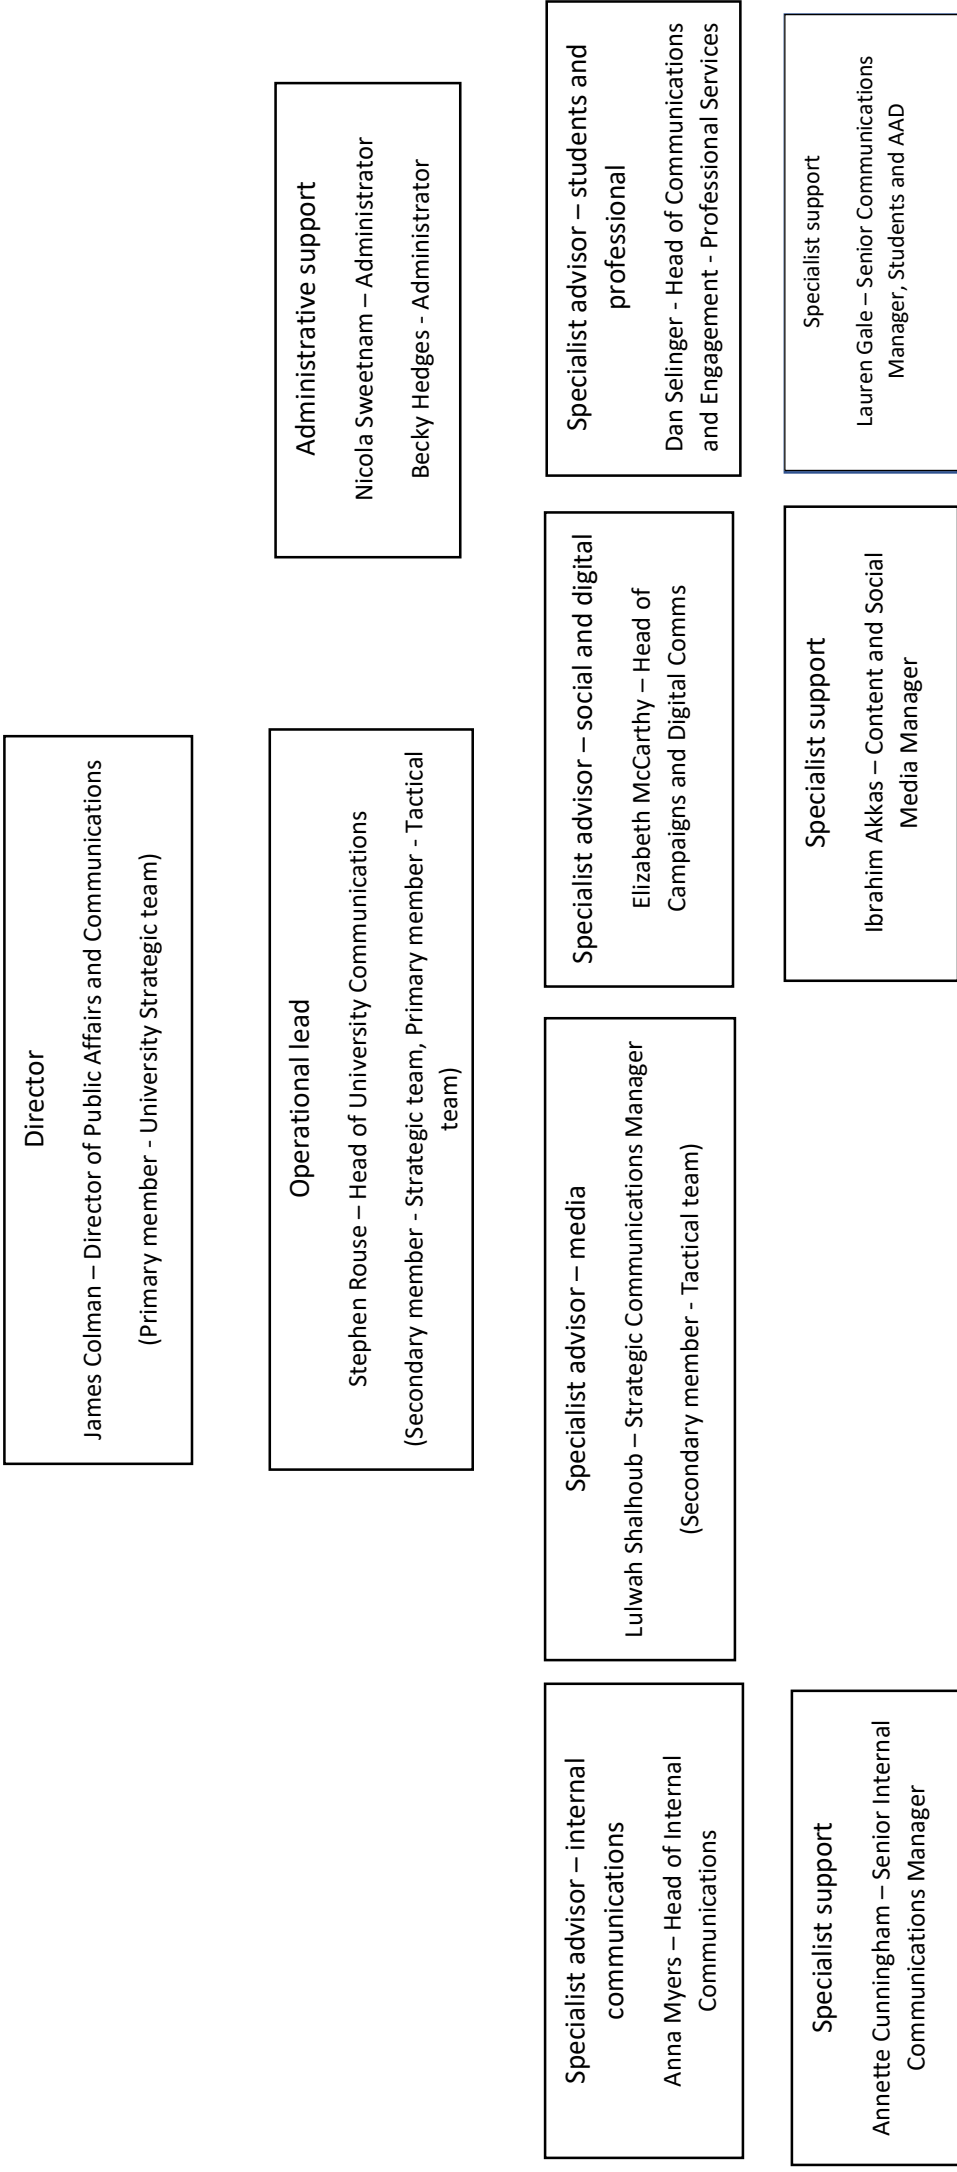 Director
James Colman – Director of Public Affairs and Communications
(Primary member - University Strategic team)
Operational lead
Stephen Rouse – Head of University Communications
(Secondary member - Strategic team, Primary member - Tactical
team)
Administrative support
Nicola Sweetnam – Administrator
Becky Hedges - Administrator
Specialist advisor – internal
communications
Anna Myers – Head of Internal
Communications
Specialist advisor – media
Lulwah Shalhoub – Strategic Communications Manager
(Secondary member - Tactical team)
Specialist advisor – social and digital
Elizabeth McCarthy – Head of
Campaigns and Digital Comms
Specialist advisor – students and
professional
Dan Selinger - Head of Communications
and Engagement - Professional Services
Specialist support
Annette Cunningham – Senior Internal
Communications Manager
Specialist support
Ibrahim Akkas – Content and Social
Media Manager
Specialist support
Lauren Gale – Senior Communications
Manager, Students and AAD